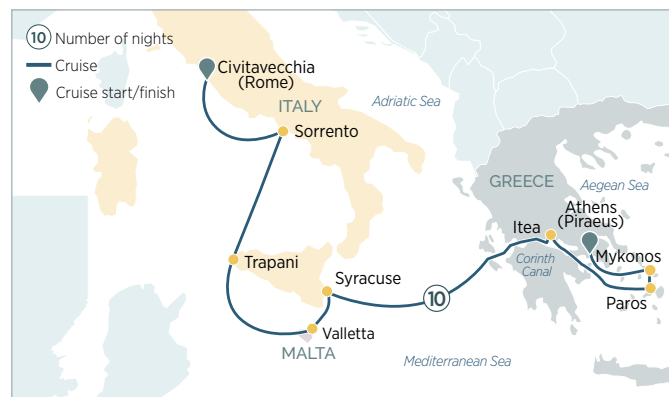 10 Number of nights
Cruise
Cruise start/finish
Civitavecchia
(Rome)
ITALY
Adriatic Sea
Sorrento
GREECE
Aegean Sea
Athens
(Piraeus)
Itea
Mykonos
Corinth
Canal
Trapani
Syracuse
10
Paros
Valletta
MALTA
Mediterranean Sea